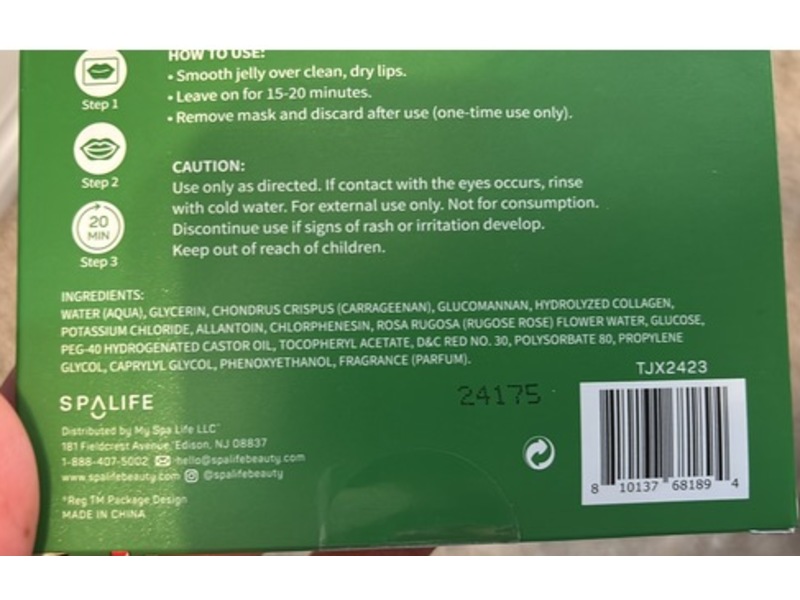 HOW TO USE:
Step 1
• Smooth jelly over clean, dry lips.
• Leave on for 15-20 minutes.
• Remove mask and discard after use (one-time use only).
Step 2
20
MIN
Step 3
CAUTION:
Use only as directed. If contact with the eyes occurs, rinse
with cold water. For external use only. Not for consumption.
Discontinue use if signs of rash or irritation develop.
Keep out of reach of children.
INGREDIENTS:
WATER (AQUA), GLYCERIN, CHONDRUS CRISPUS (CARRAGEENAN), GLUCOMANNAN, HYDROLYZED COLLAGEN,
POTASSIUM CHLORIDE, ALLANTOIN, CHLORPHENESIN, ROSA RUGOSA (RUGOSE ROSE) FLOWER WATER, GLUCOSE,
PEG-40 HYDROGENATED CASTOR OIL, TOCOPHERYL ACETATE, D&C RED NO. 30, POLYSORBATE 80, PROPYLENE
GLYCOL, CAPRYLYL GLYCOL, PHENOXYETHANOL, FRAGRANCE (PARFUM).
SPALIFE
24175
TJX2423
Distributed by My Spa Life LLC
181 Fieldcrest Avenue, Edison, NJ 08837
1-888-407-5002 hello@spalifebeauty.com
www.spalifebeauty.com @spalifebeauty
*Reg TM Package Design
MADE IN CHINA
8 10137 68189 4